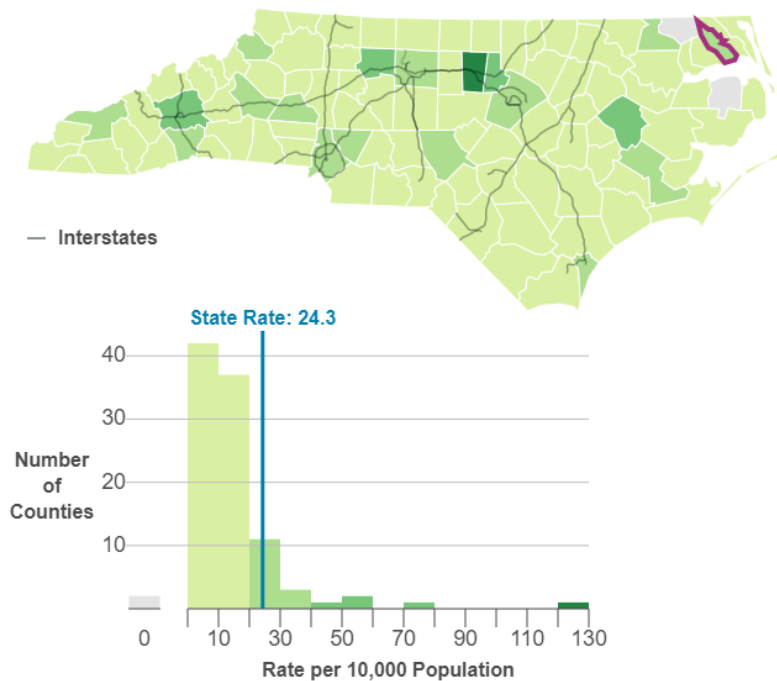 Interstates
State Rate: 24.3
40
30
20
10
Number
of
Counties
0 10 30 50 70 90 110 130
Rate per 10,000 Population